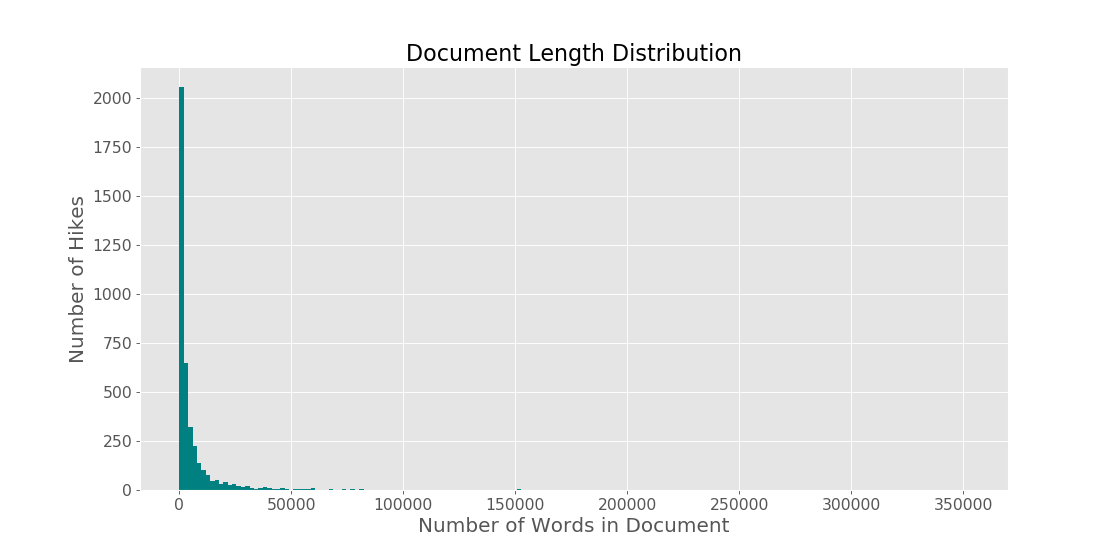 Document Length Distribution
Number of Hikes
2000
1750
1500
1250
1000
750
500
250
0
0 50000 100000 150000 200000 250000 300000 350000
Number of Words in Document